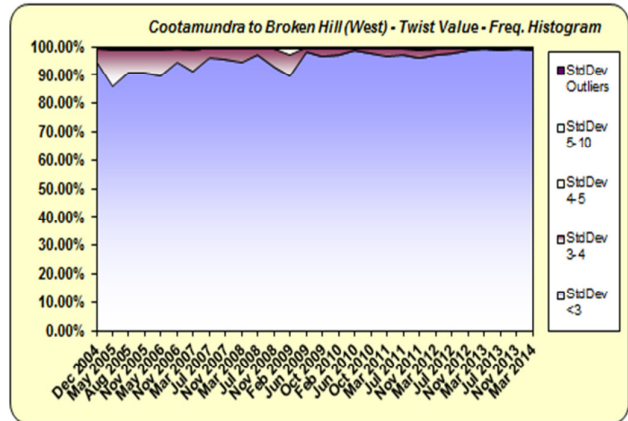 Cootamundra to Broken Hill (West) - Twist Value - Freq. Histogram
100.00%
90.00%
80.00%
70.00%
60.00%
50.00%
40.00%
30.00%
20.00%
10.00%
0.00%
Dec 2004
May 2005
Aug 2005
Nov 2005
May 2006
Nov 2006
Mar 2007
Jul 2007
Nov 2007
Mar 2008
Jul 2008
Nov 2008
Feb 2009
Jun 2009
Oct 2009
Feb 2010
Jun 2010
Oct 2010
Mar 2011
Jul 2011
Nov 2011
Mar 2012
Jul 2012
Nov 2012
Mar 2013
Jul 2013
Nov 2013
Mar 2014
StdDev
Outliers
StdDev
5-10
StdDev
4-5
StdDev
3-4
StdDev
<3